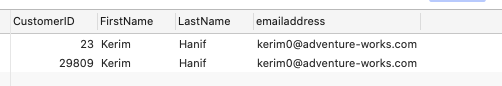 CustomerID FirstName LastName emailaddress
23 Kerim Hanif kerim0@adventure-works.com
29809 Kerim Hanif kerim0@adventure-works.com